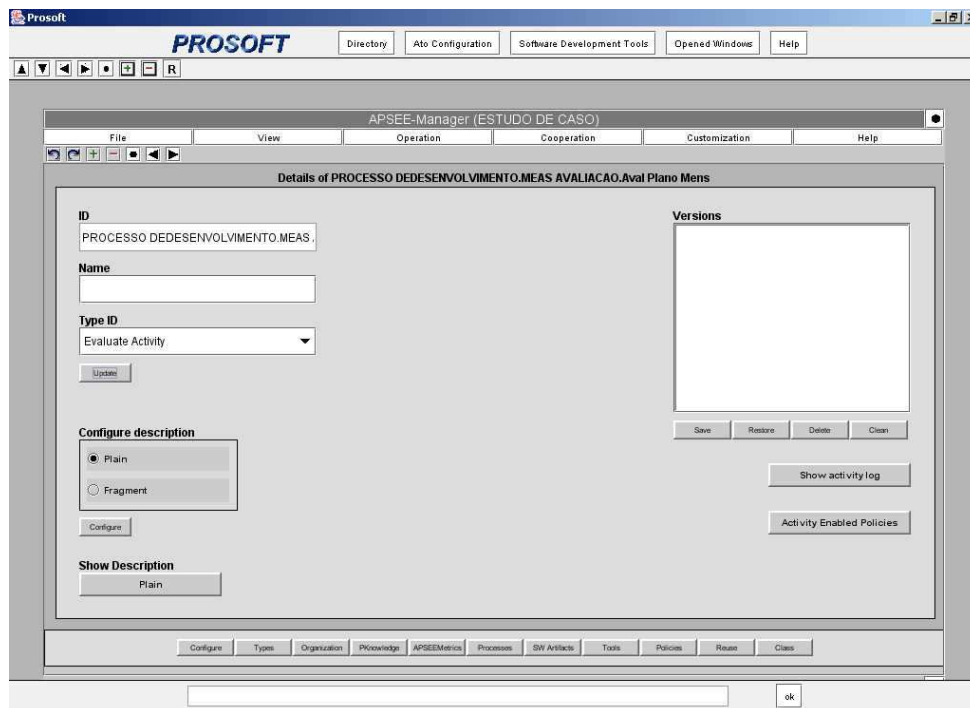 Prosoft
PROSOFT Directory Ato Configuration Software Development Tools Opened Windows Help
R
APSEE-Manager (ESTUDO DE CASO)
File View Operation Cooperation Customization Help
Details of PROCESSO DEDESENVOLVIMENTO.MEAS AVALIACAO.Aval Plano Mens
ID
PROCESSO DEDESENVOLVIMENTO.MEAS
Name
Type ID
Evaluate Activity
Update
Configure description
Plain
Fragment
Configure
Show Description
Plain
Versions
Save Restore Delete Clean
Show activity log
Activity Enabled Policies
Configure Types Organization PKnowledge APSEEMetrics Processes SW Artifacts Tools Policies Reuse Class
ok